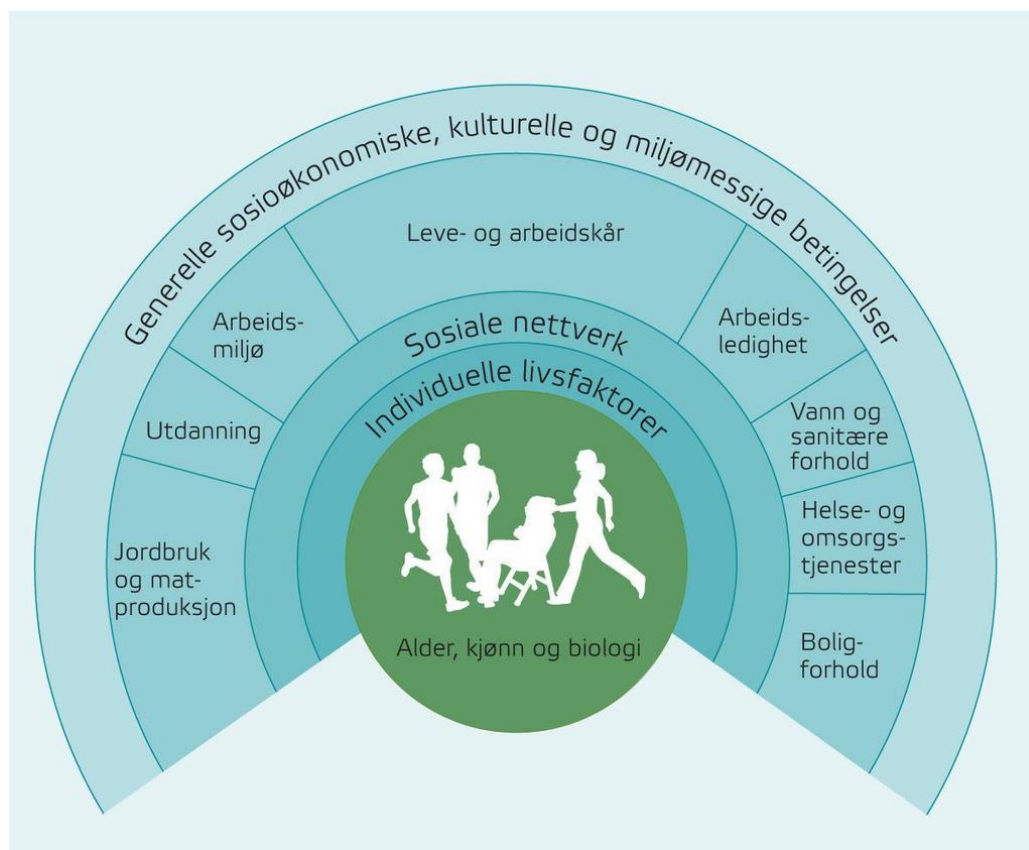 Generelle sosioøkonomiske, kulturelle og miljømessige betingelser
Leve- og arbeidskår
Arbeids-
miljø
Arbeids-
ledighet
Sosiale nettverk
Individuelle livsfaktorer
Utdanning
Vann og
sanitære
forhold
Jordbruk
og mat-
produksjon
Helse- og
omsorgs-
tjenester
Alder, kjønn og biologi
Bolig-
forhold